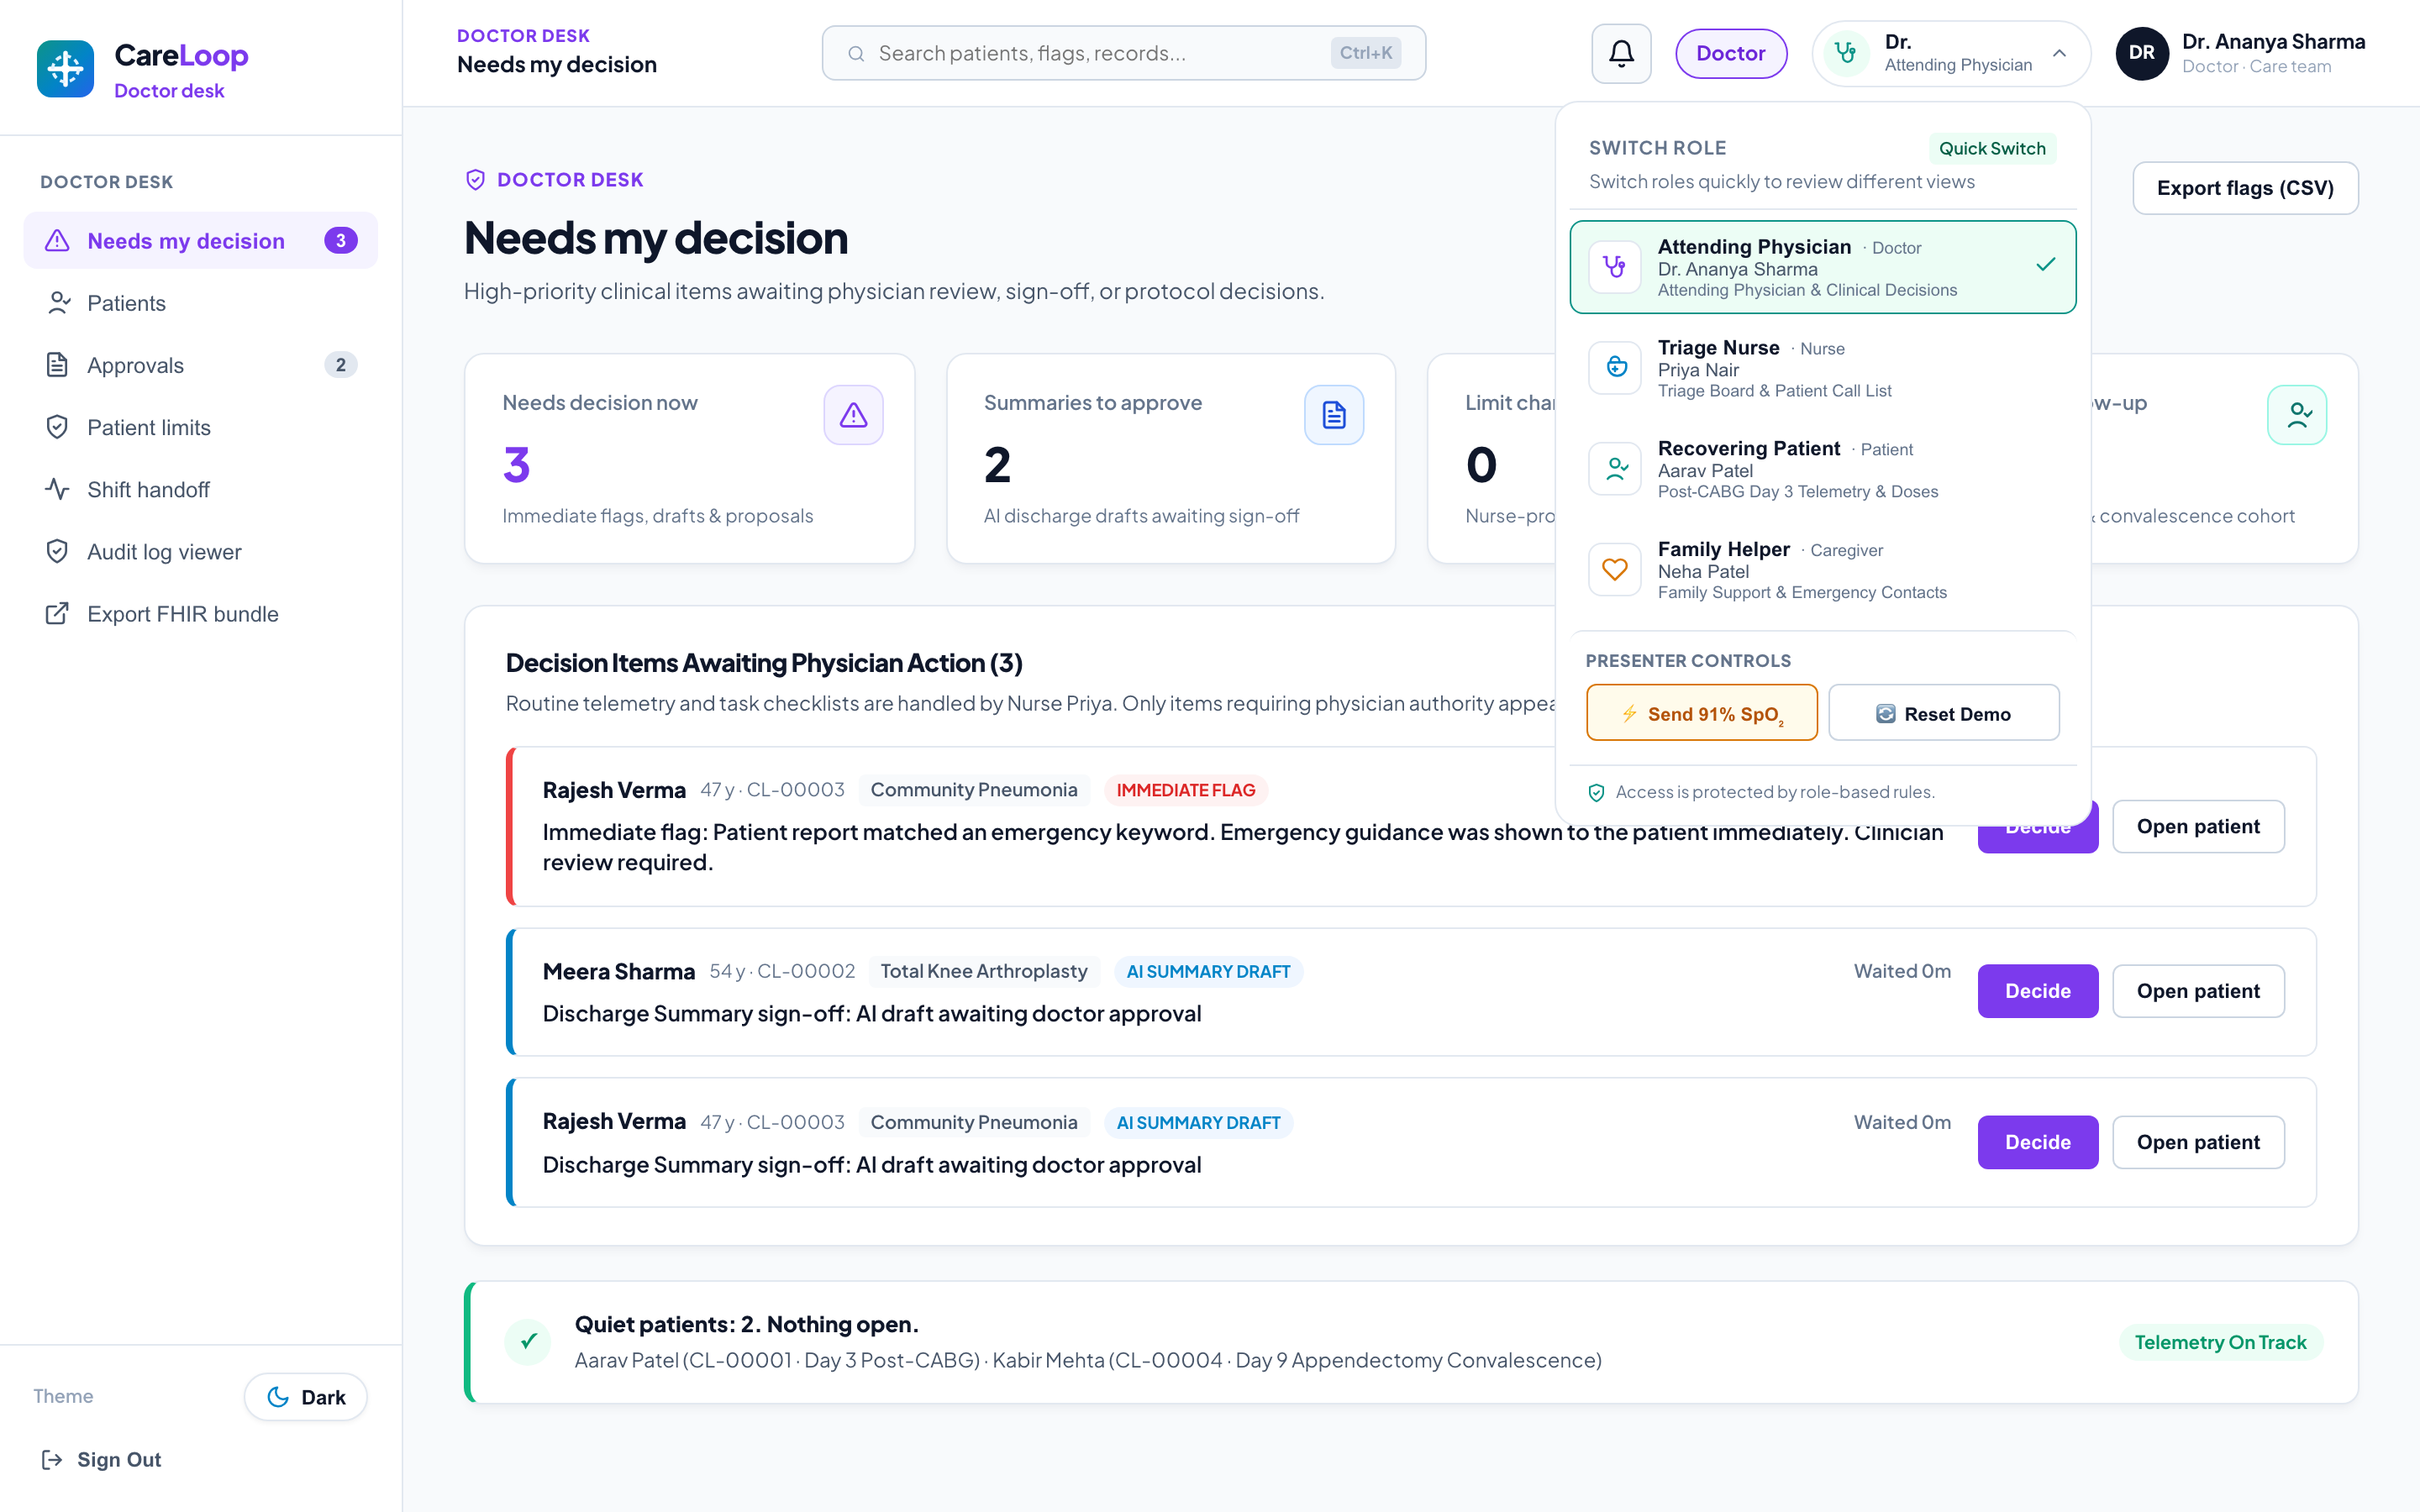 CareLoop
Doctor desk
DOCTOR DESK
Needs my decision 3
Patients
Approvals 2
Patient limits
Shift handoff
Audit log viewer
Export FHIR bundle
Theme Dark
Sign Out
DOCTOR DESK
Needs my decision
Search patients, flags, records... Ctrl+K
Doctor
Dr.
Attending Physician
DR
Dr. Ananya Sharma
Doctor · Care team
DOCTOR DESK
Needs my decision
High-priority clinical items awaiting physician review, sign-off, or protocol decisions.
Export flags (CSV)
SWITCH ROLE Quick Switch
Switch roles quickly to review different views
Attending Physician · Doctor
Dr. Ananya Sharma
Attending Physician & Clinical Decisions
Triage Nurse · Nurse
Priya Nair
Triage Board & Patient Call List
Recovering Patient · Patient
Aarav Patel
Post-CABG Day 3 Telemetry & Doses
Family Helper · Caregiver
Neha Patel
Family Support & Emergency Contacts
PRESENTER CONTROLS
⚡ Send 91% SpO₂
🔄 Reset Demo
Access is protected by role-based rules.
Needs decision now
3
Immediate flags, drafts & proposals
Summaries to approve
2
AI discharge drafts awaiting sign-off
Limit
0
w-up
convalescence cohort
Decision Items Awaiting Physician Action (3)
Routine telemetry and task checklists are handled by Nurse Priya. Only items requiring physician authority
Rajesh Verma 47 y · CL-00003 Community Pneumonia IMMEDIATE FLAG
Immediate flag: Patient report matched an emergency keyword. Emergency guidance was shown to the patient immediately. Clinician
review required.
Decide Open patient
Meera Sharma 54 y · CL-00002 Total Knee Arthroplasty AI SUMMARY DRAFT Waited 0m
Discharge Summary sign-off: AI draft awaiting doctor approval
Decide Open patient
Rajesh Verma 47 y · CL-00003 Community Pneumonia AI SUMMARY DRAFT Waited 0m
Discharge Summary sign-off: AI draft awaiting doctor approval
Decide Open patient
Quiet patients: 2. Nothing open.
Aarav Patel (CL-00001 · Day 3 Post-CABG) · Kabir Mehta (CL-00004 · Day 9 Appendectomy Convalescence)
Telemetry On Track